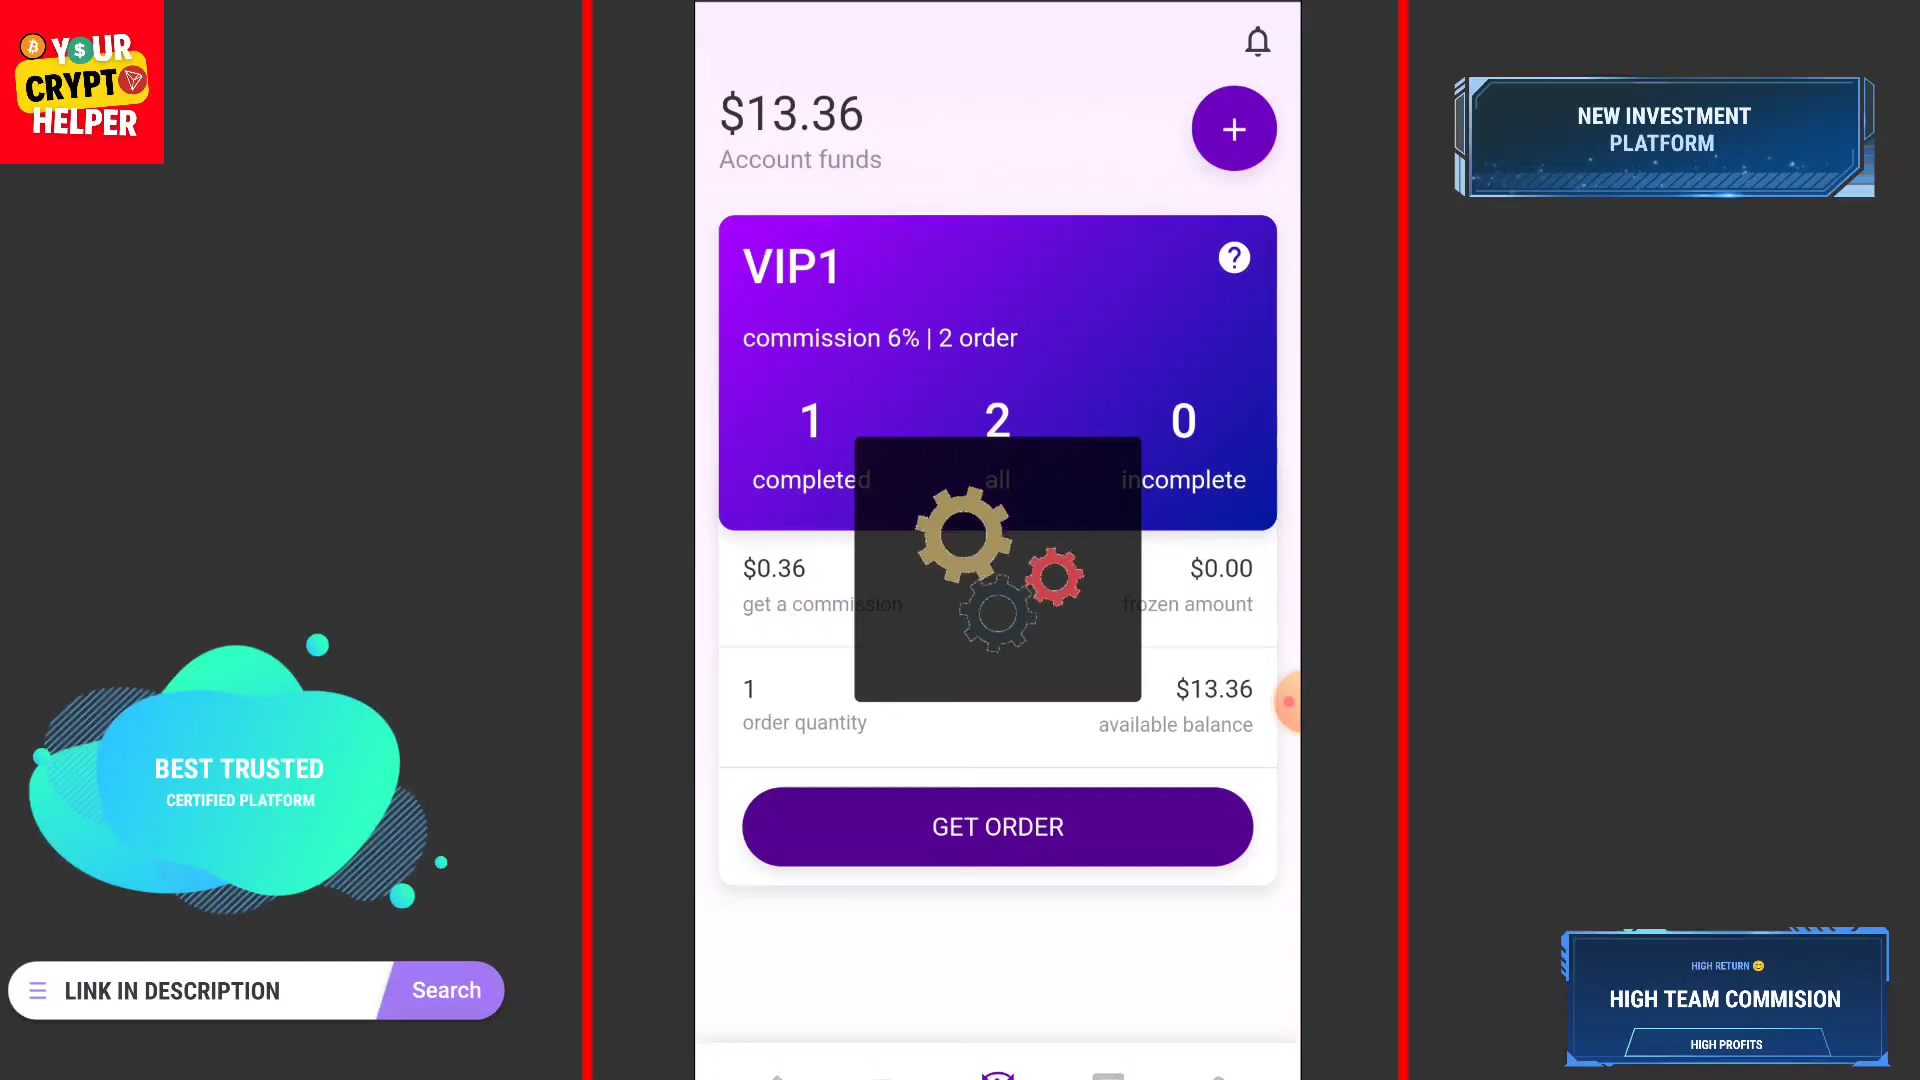 YOUR
CRYPTO
HELPER
$13.36
Account funds
VIP1
commission 6% | 2 order
1 2 0
completed all incomplete
$0.36 $0.00
get a commission frozen amount
1 $13.36
order quantity available balance
GET ORDER
NEW INVESTMENT
PLATFORM
BEST TRUSTED
CERTIFIED PLATFORM
LINK IN DESCRIPTION Search
HIGH RETURN 😊
HIGH TEAM COMMISION
HIGH PROFITS